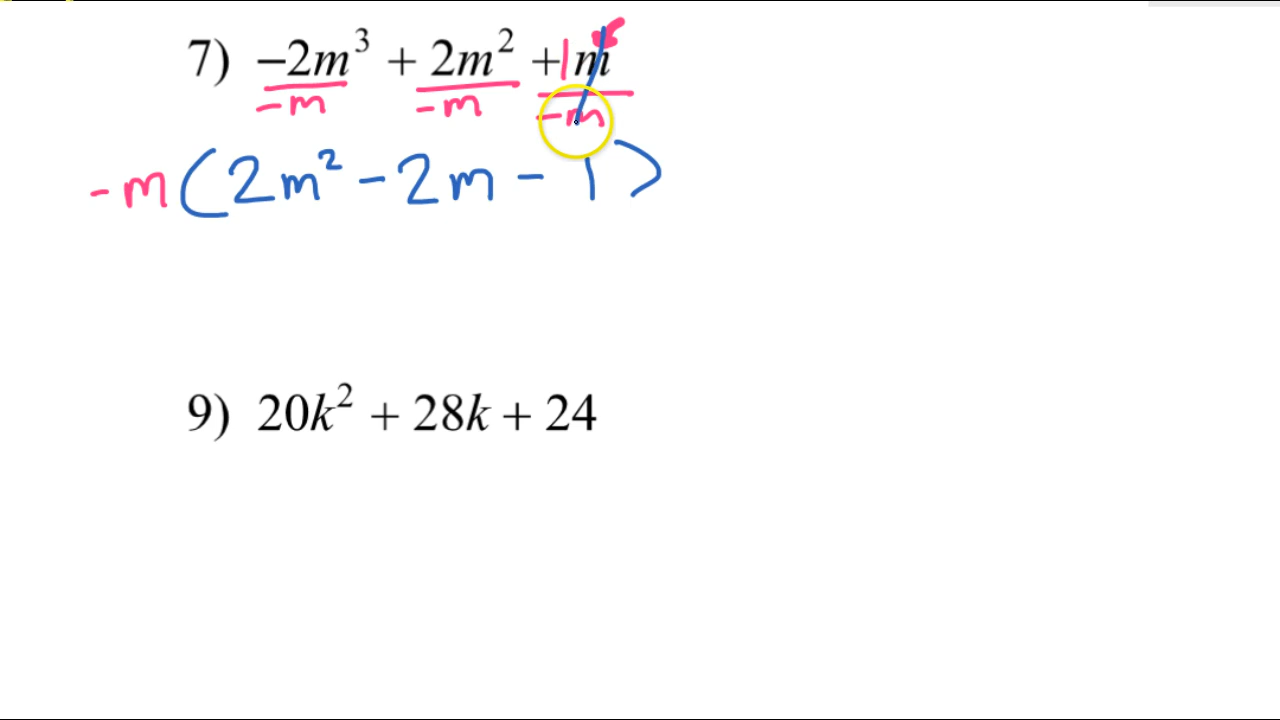 7) −2m³ + 2m² +1m
-m -m -m
-m(2m² - 2m - 1)
9) 20k² + 28k + 24